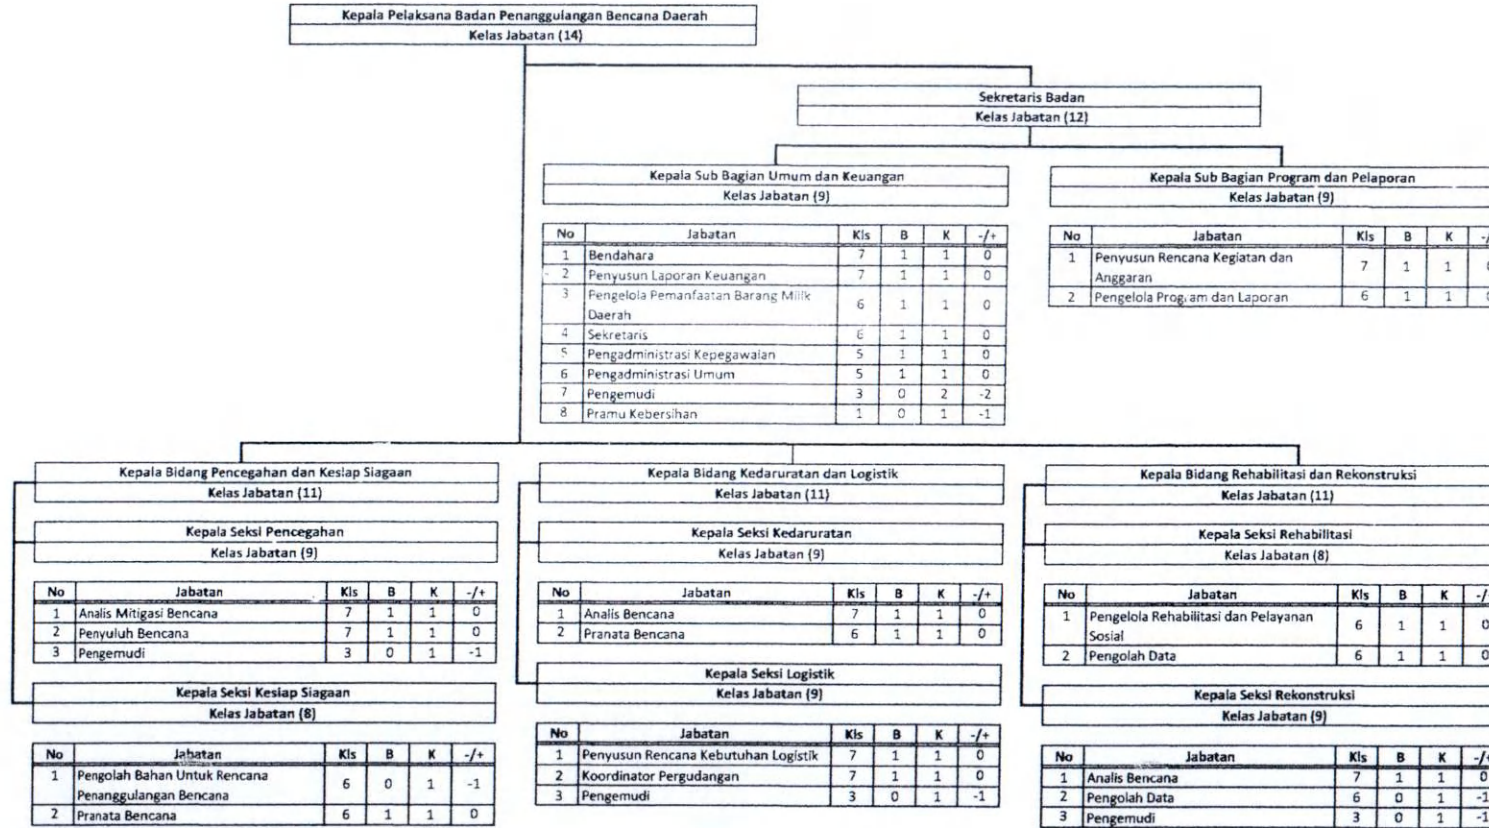 Kepala Pelaksana Badan Penanggulangan Bencana Daerah
Kelas Jabatan (14)
Sekretaris Badan
Kelas Jabatan (12)
Kepala Sub Bagian Umum dan Keuangan
Kelas Jabatan (9)
No Jabatan Kls B K -/+
1 Bendahara 7 1 1 0
2 Penyusun Laporan Keuangan 7 1 1 0
3 Pengelola Pemanfaatan Barang Milik
Daerah 6 1 1 0
4 Sekretaris 6 1 1 0
5 Pengadministrasi Kepegawaian 5 1 1 0
6 Pengadministrasi Umum 5 1 1 0
7 Pengemudi 3 0 2 -2
8 Pramu Kebersihan 1 0 1 -1
Kepala Sub Bagian Program dan Pelaporan
Kelas Jabatan (9)
No Jabatan Kls B K
1 Penyusun Rencana Kegiatan dan
Anggaran 7 1 1
2 Pengelola Program dan Laporan 6 1 1
Kepala Bidang Pencegahan dan Kesiap Siagaan
Kelas Jabatan (11)
Kepala Seksi Pencegahan
Kelas Jabatan (9)
No Jabatan Kls B K -/+
1 Analis Mitigasi Bencana 7 1 1 0
2 Penyuluh Bencana 7 1 1 0
3 Pengemudi 3 0 1 -1
Kepala Seksi Kesiap Siagaan
Kelas Jabatan (8)
No Jabatan Kls B K -/+
1 Pengolah Bahan Untuk Rencana
Penanggulangan Bencana 6 0 1 -1
2 Pranata Bencana 6 1 1 0
Kepala Bidang Kedaruratan dan Logistik
Kelas Jabatan (11)
Kepala Seksi Kedaruratan
Kelas Jabatan (9)
No Jabatan Kls B K -/+
1 Analis Bencana 7 1 1 0
2 Pranata Bencana 6 1 1 0
Kepala Seksi Logistik
Kelas Jabatan (9)
No Jabatan Kls B K -/+
1 Penyusun Rencana Kebutuhan Logistik 7 1 1 0
2 Koordinator Pergudangan 7 1 1 0
3 Pengemudi 3 0 1 -1
Kepala Bidang Rehabilitasi dan Rekonstruksi
Kelas Jabatan (11)
Kepala Seksi Rehabilitasi
Kelas Jabatan (8)
No Jabatan Kls B K
1 Pengelola Rehabilitasi dan Pelayanan
Sosial 6 1 1 0
2 Pengolah Data 6 1 1 0
Kepala Seksi Rekonstruksi
Kelas Jabatan (9)
No Jabatan Kls B K
1 Analis Bencana 7 1 1 0
2 Pengolah Data 6 0 1 -1
3 Pengemudi 3 0 1 -1